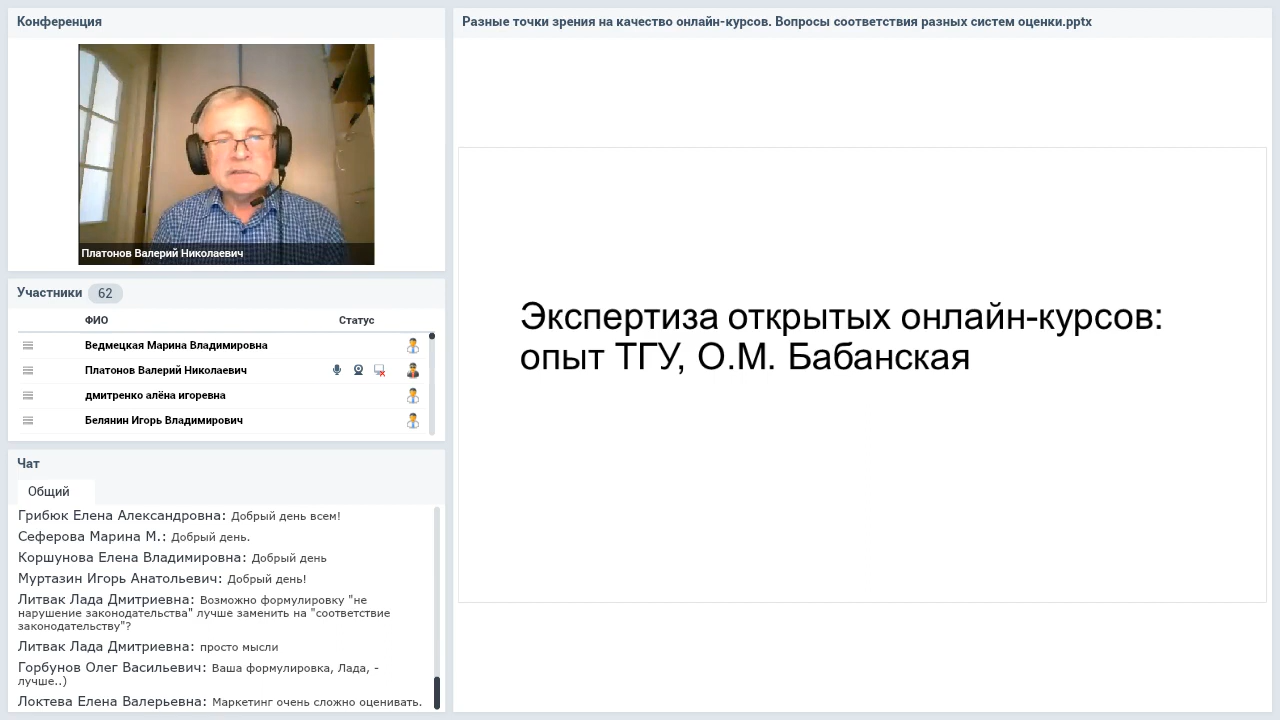 Конференция
Платонов Валерий Николаевич
Участники 62
ФИО Статус
Ведмецкая Марина Владимировна
Платонов Валерий Николаевич
дмитренко алёна игоревна
Белянин Игорь Владимирович
Чат
Общий
Грибюк Елена Александровна: Добрый день всем!
Сеферова Марина М.: Добрый день.
Коршунова Елена Владимировна: Добрый день
Муртазин Игорь Анатольевич: Добрый день!
Литвак Лада Дмитриевна: Возможно формулировку "не
нарушение законодательства" лучше заменить на "соответствие
законодательству"?
Литвак Лада Дмитриевна: просто мысли
Горбунов Олег Васильевич: Ваша формулировка, Лада, -
лучше..)
Локтева Елена Валерьевна: Маркетинг очень сложно оценивать.
Разные точки зрения на качество онлайн-курсов. Вопросы соответствия разных систем оценки.pptx
Экспертиза открытых онлайн-курсов:
опыт ТГУ, О.М. Бабанская